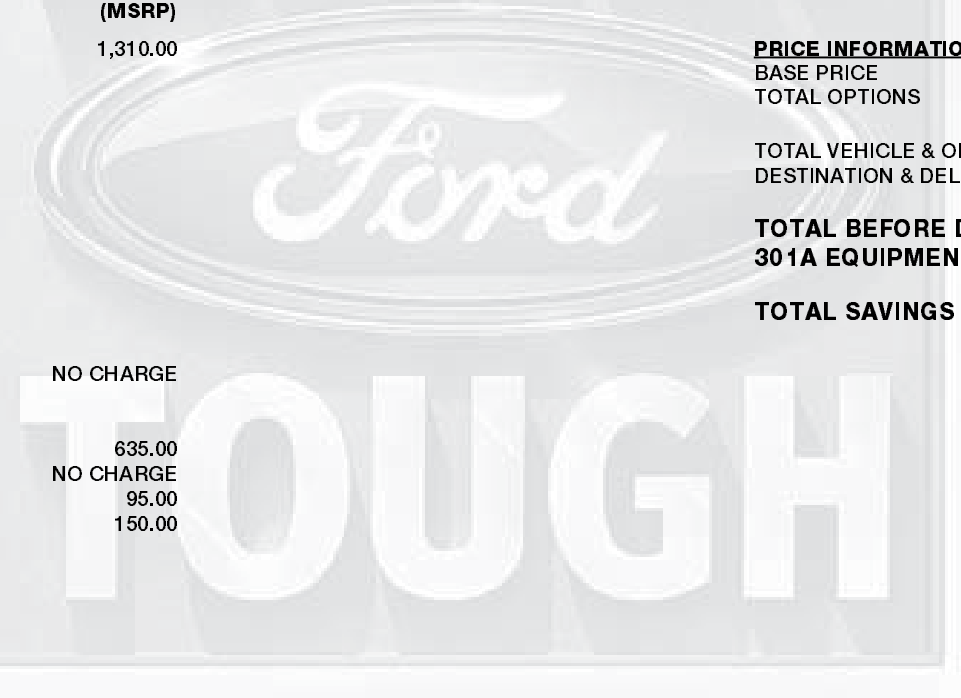 (MSRP)
1,310.00
NO CHARGE
635.00
NO CHARGE
95.00
150.00
Ford
TOUGH
PRICE INFORMATIO
BASE PRICE
TOTAL OPTIONS
TOTAL VEHICLE & O
DESTINATION & DEL
TOTAL BEFORE D
301A EQUIPMEN
TOTAL SAVINGS